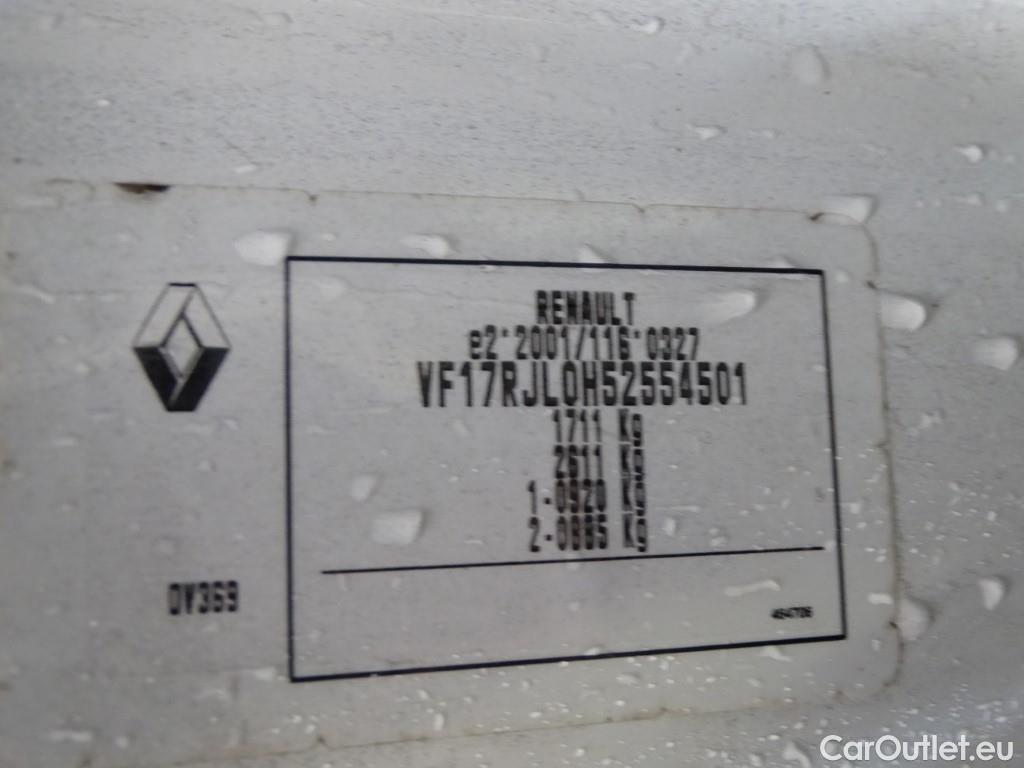 RENAULT
e2*2001/116*0327
VF17RJL0H52554501
1711 Kg
2611 Kg
1-0920 Kg
2-0885 Kg
0V369
464706
CarOutlet.eu